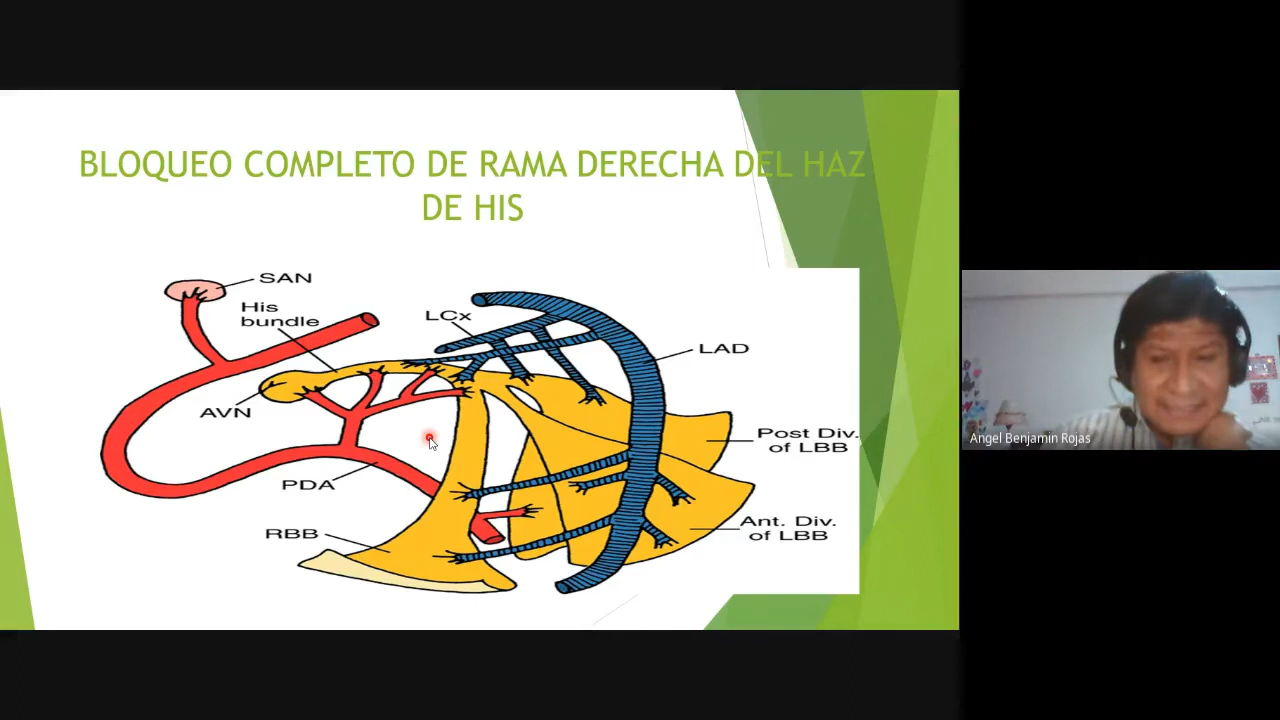 BLOQUEO COMPLETO DE RAMA DERECHA DEL HAZ
DE HIS
SAN
His
bundle
LCx
LAD
AVN
Post Div.
of LBB
PDA
RBB
Ant. Div.
of LBB
Angel Benjamin Rojas